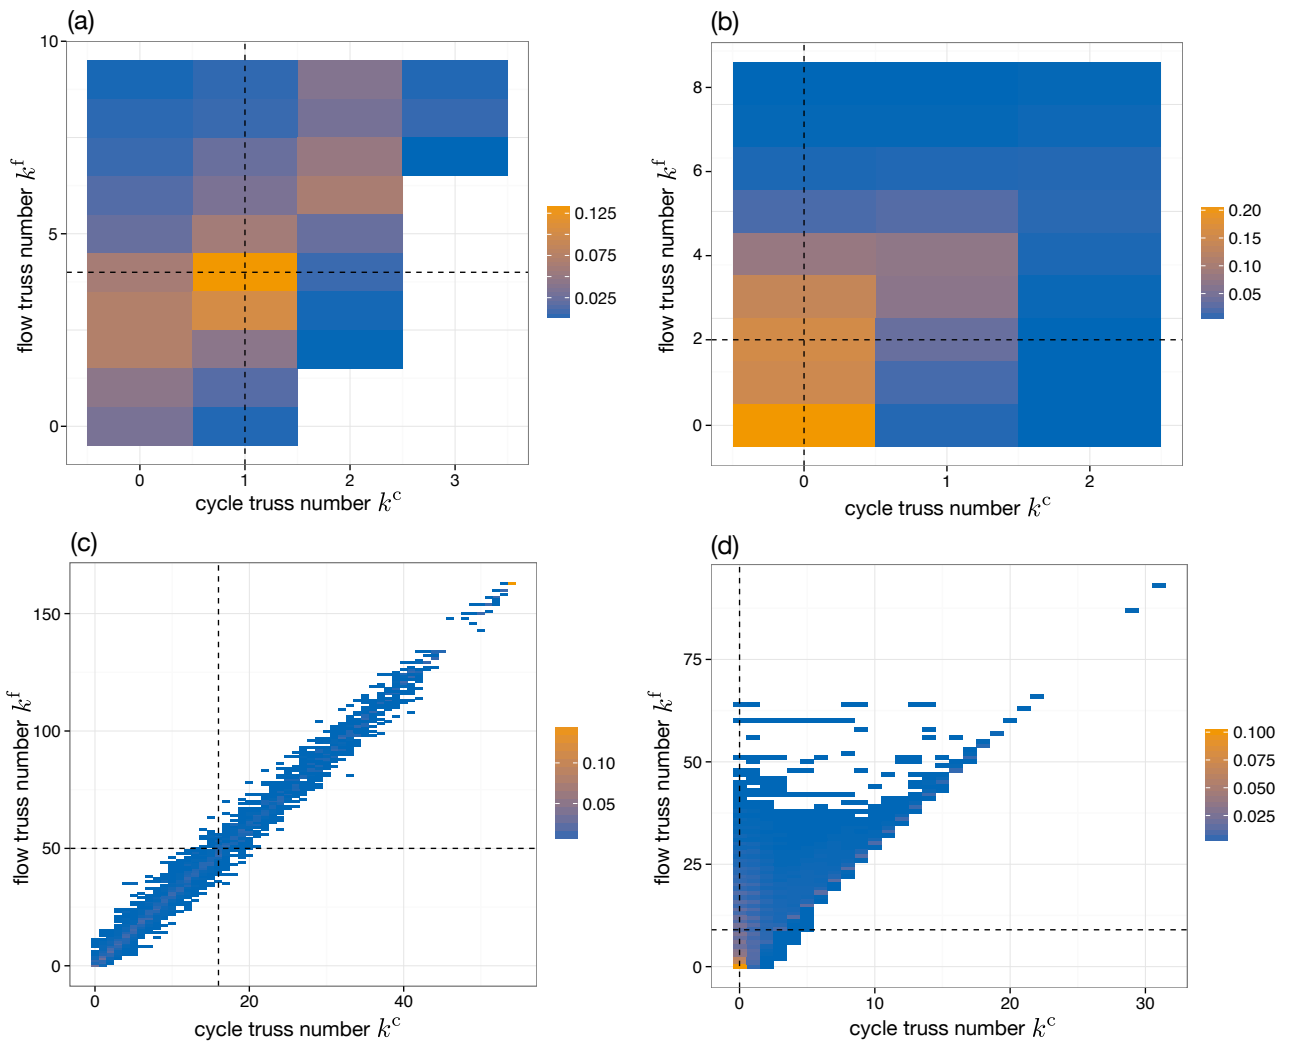 (a)
10
5
0
0 1 2 3
flow truss number k^f
cycle truss number k^c
0.125
0.075
0.025
(b)
8
6
4
2
0
0 1 2
flow truss number k^f
cycle truss number k^c
0.20
0.15
0.10
0.05
(c)
150
100
50
0
0 20 40
flow truss number k^f
cycle truss number k^c
0.10
0.05
(d)
75
50
25
0
0 10 20 30
flow truss number k^f
cycle truss number k^c
0.100
0.075
0.050
0.025